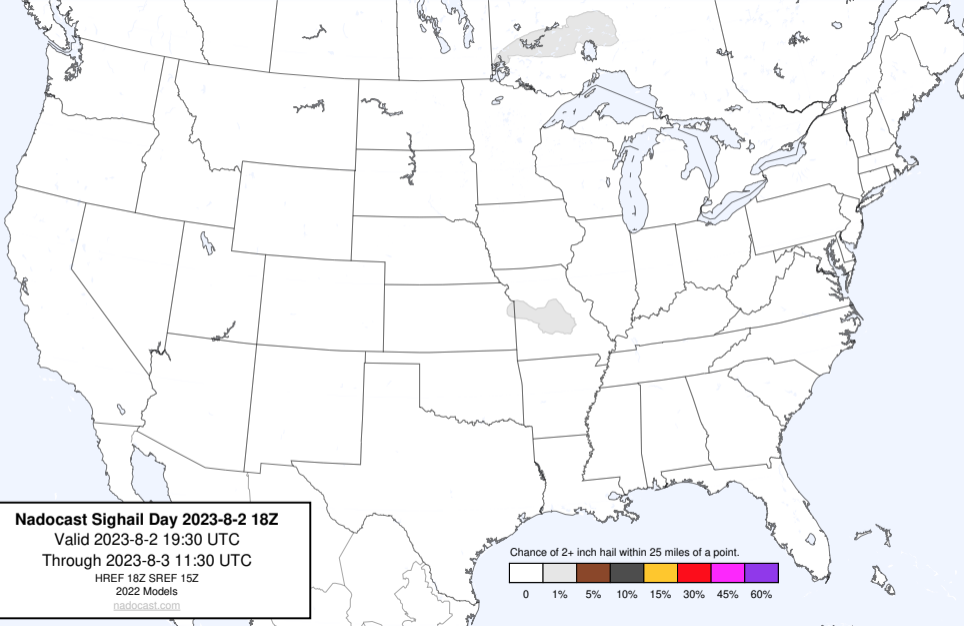 Nadocast Sighail Day 2023-8-2 18Z
Valid 2023-8-2 19:30 UTC
Through 2023-8-3 11:30 UTC
HREF 18Z SREF 15Z
2022 Models
nadocast.com
Chance of 2+ inch hail within 25 miles of a point.
0 1% 5% 10% 15% 30% 45% 60%